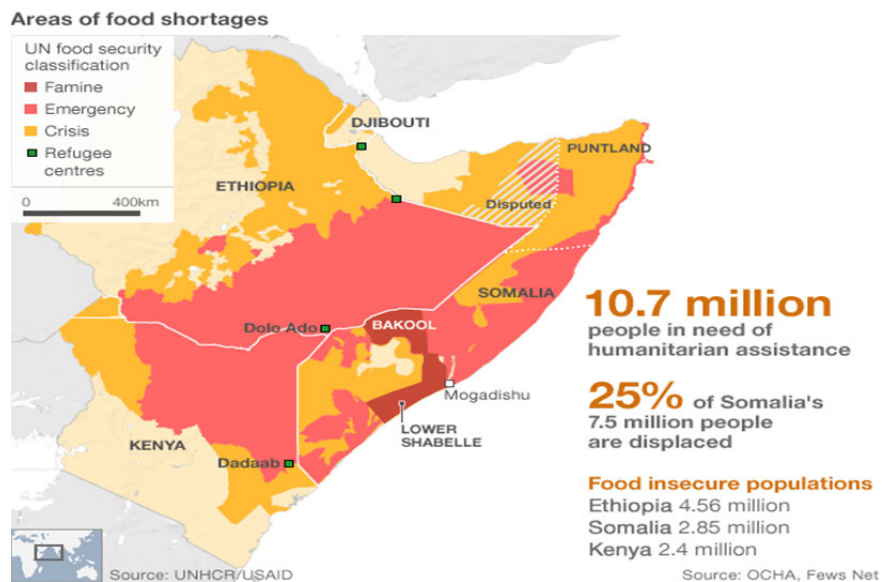 Areas of food shortages
UN food security
classification
Famine
Emergency
Crisis
Refugee
centres
0 400km
DJIBOUTI
PUNTLAND
ETHIOPIA
Disputed
SOMALIA
Dolo Ado
BAKOOL
Mogadishu
LOWER
SHABELLE
KENYA
Dadaab
10.7 million
people in need of
humanitarian assistance
25% of Somalia's
7.5 million people
are displaced
Food insecure populations
Ethiopia 4.56 million
Somalia 2.85 million
Kenya 2.4 million
Source: UNHCR/USAID
Source: OCHA, Fews Net